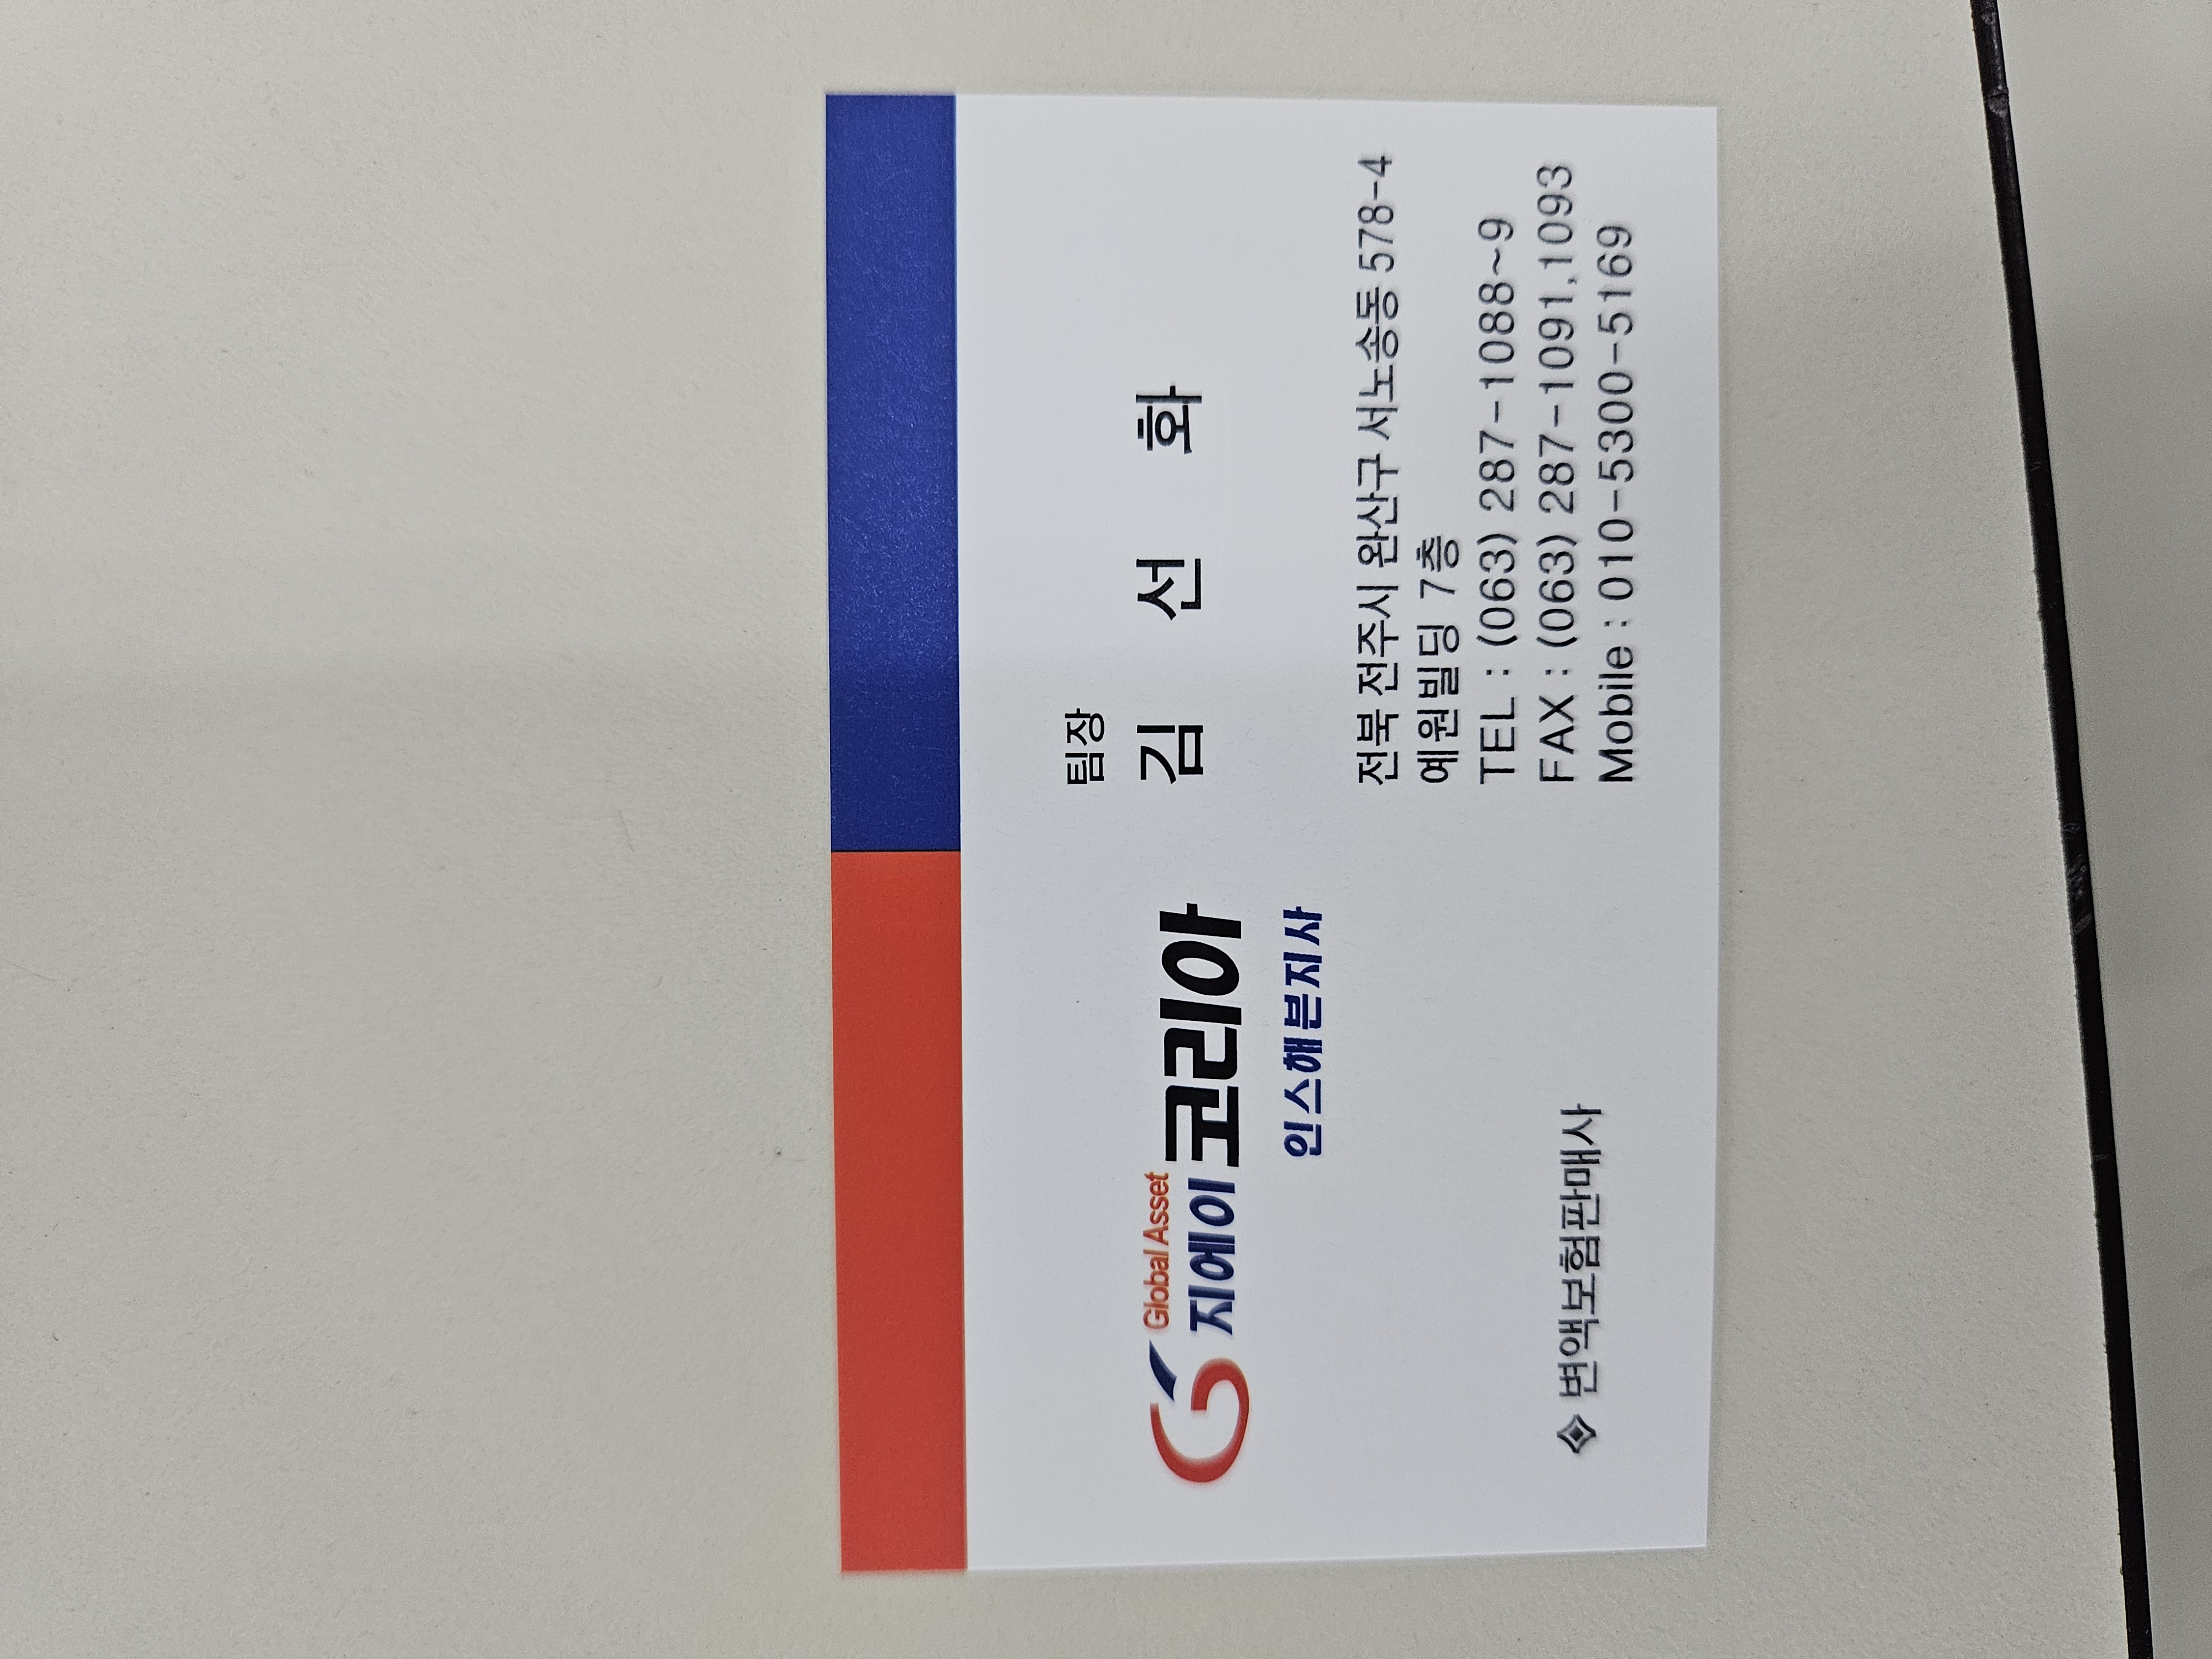 Global Asset
지에이코리아
인스해븐지사
◈ 변액보험판매사
팀장
김 선 화
전북 전주시 완산구 서노송동 578-4
예원빌딩 7층
TEL : (063) 287-1088~9
FAX : (063) 287-1091,1093
Mobile : 010-5300-5169